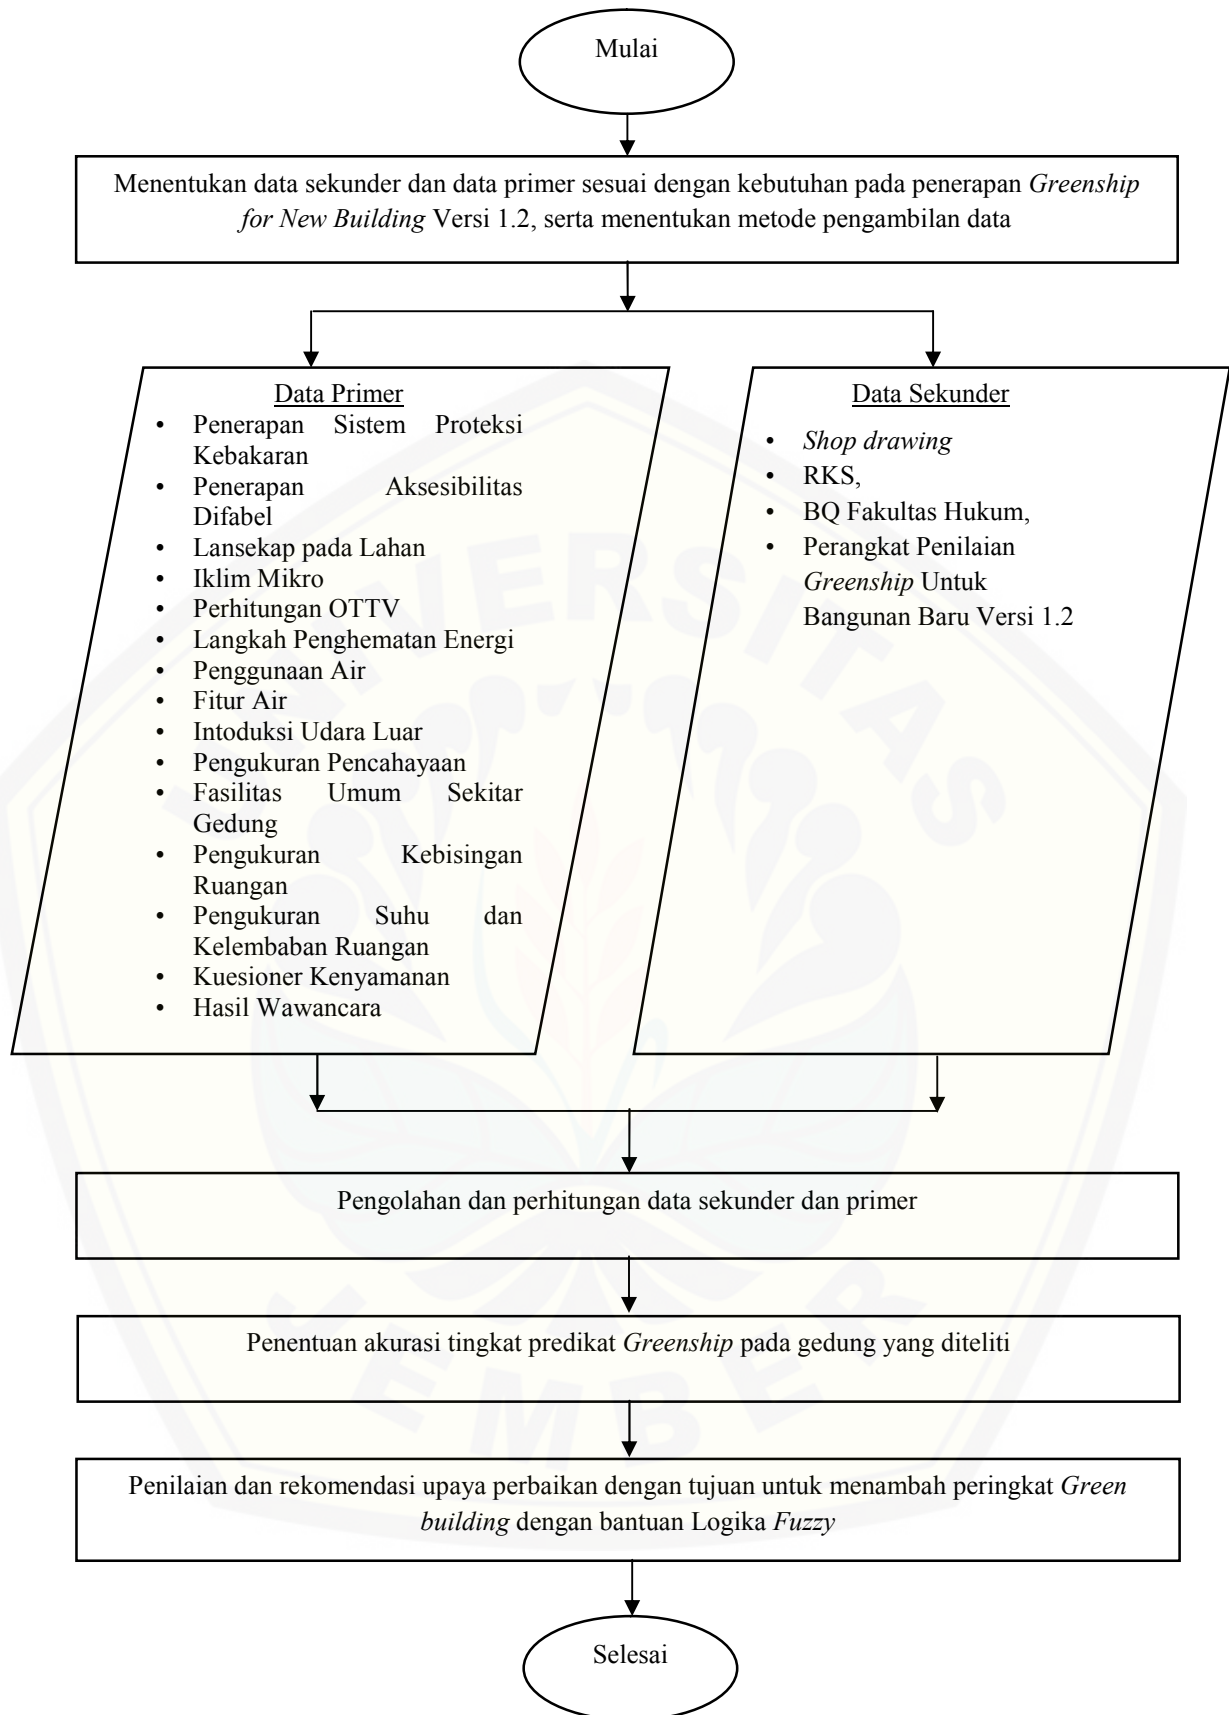 Mulai
Menentukan data sekunder dan data primer sesuai dengan kebutuhan pada penerapan Greenship
for New Building Versi 1.2, serta menentukan metode pengambilan data
Data Primer
• Penerapan Sistem Proteksi
Kebakaran
• Penerapan Aksesibilitas
Difabel
• Lansekap pada Lahan
• Iklim Mikro
• Perhitungan OTTV
• Langkah Penghematan Energi
• Penggunaan Air
• Fitur Air
• Intoduksi Udara Luar
• Pengukuran Pencahayaan
• Fasilitas Umum Sekitar
Gedung
• Pengukuran Kebisingan
Ruangan
• Pengukuran Suhu dan
Kelembaban Ruangan
• Kuesioner Kenyamanan
• Hasil Wawancara
Data Sekunder
• Shop drawing
• RKS,
• BQ Fakultas Hukum,
• Perangkat Penilaian
Greenship Untuk
Bangunan Baru Versi 1.2
Pengolahan dan perhitungan data sekunder dan primer
Penentuan akurasi tingkat predikat Greenship pada gedung yang diteliti
Penilaian dan rekomendasi upaya perbaikan dengan tujuan untuk menambah peringkat Green
building dengan bantuan Logika Fuzzy
Selesai
UNIVERSITAS
JEMBER